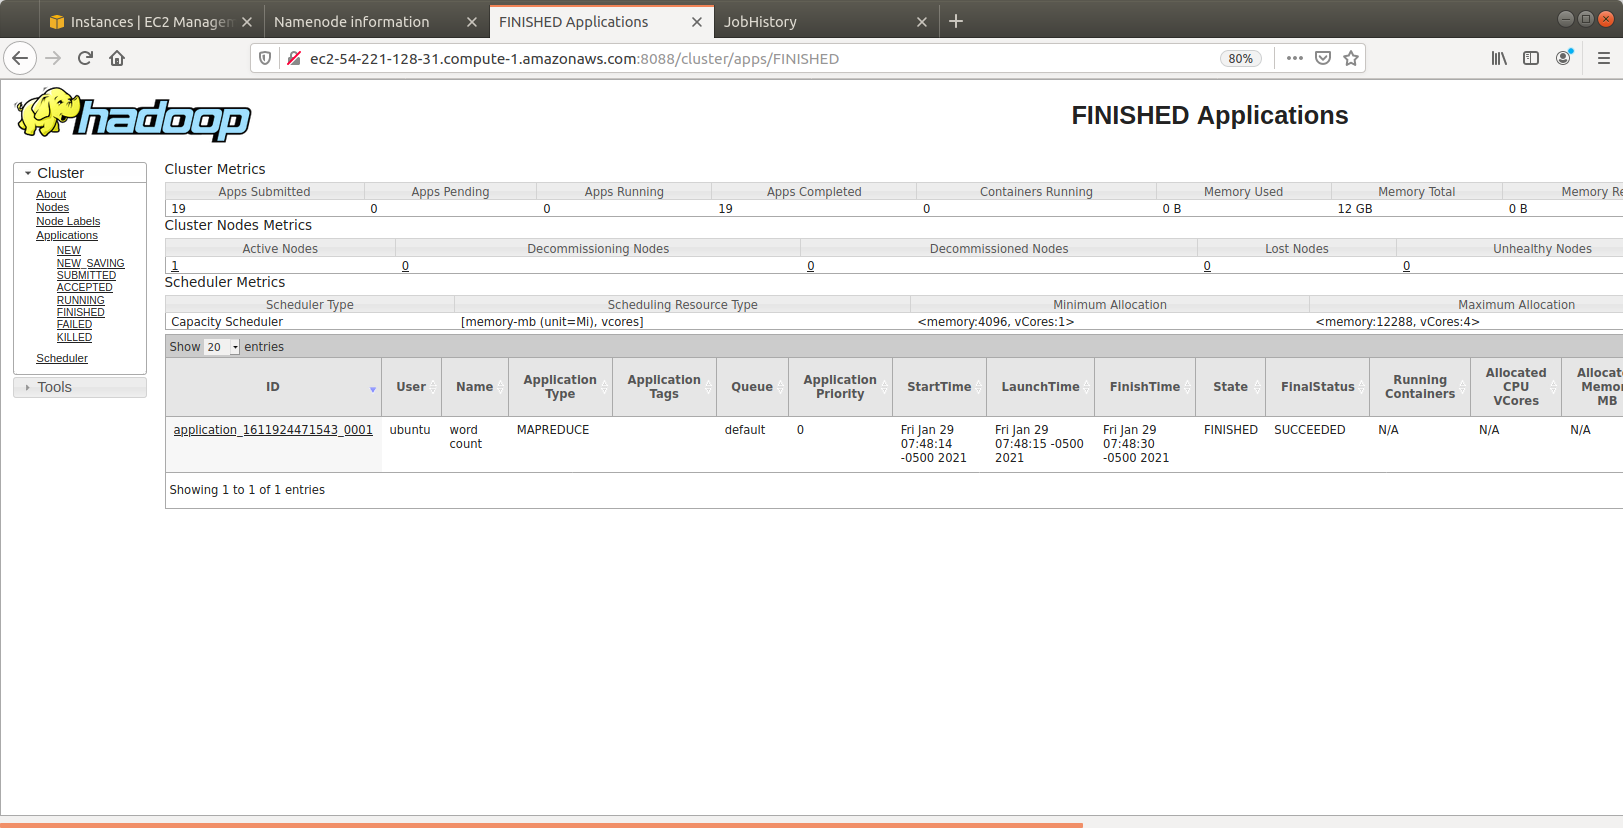 Instances | EC2 Managem
Namenode information
FINISHED Applications
JobHistory
ec2-54-221-128-31.compute-1.amazonaws.com:8088/cluster/apps/FINISHED
80%
hadoop
FINISHED Applications
Cluster
About
Nodes
Node Labels
Applications
NEW
NEW_SAVING
SUBMITTED
ACCEPTED
RUNNING
FINISHED
FAILED
KILLED
Scheduler
Tools
Cluster Metrics
Apps Submitted Apps Pending Apps Running Apps Completed Containers Running Memory Used Memory Total Memory Re
19 0 0 19 0 0 B 12 GB 0 B
Cluster Nodes Metrics
Active Nodes Decommissioning Nodes Decommissioned Nodes Lost Nodes Unhealthy Nodes
1 0 0 0 0
Scheduler Metrics
Scheduler Type Scheduling Resource Type Minimum Allocation Maximum Allocation
Capacity Scheduler [memory-mb (unit=Mi), vcores] <memory:4096, vCores:1> <memory:12288, vCores:4>
Show 20 entries
ID User Name Application Type Application Tags Queue Application Priority StartTime LaunchTime FinishTime State FinalStatus Running Containers Allocated CPU VCores Allocate Memor MB
application_1611924471543_0001 ubuntu word count MAPREDUCE default 0 Fri Jan 29 07:48:14 -0500 2021 Fri Jan 29 07:48:15 -0500 2021 Fri Jan 29 07:48:30 -0500 2021 FINISHED SUCCEEDED N/A N/A N/A
Showing 1 to 1 of 1 entries